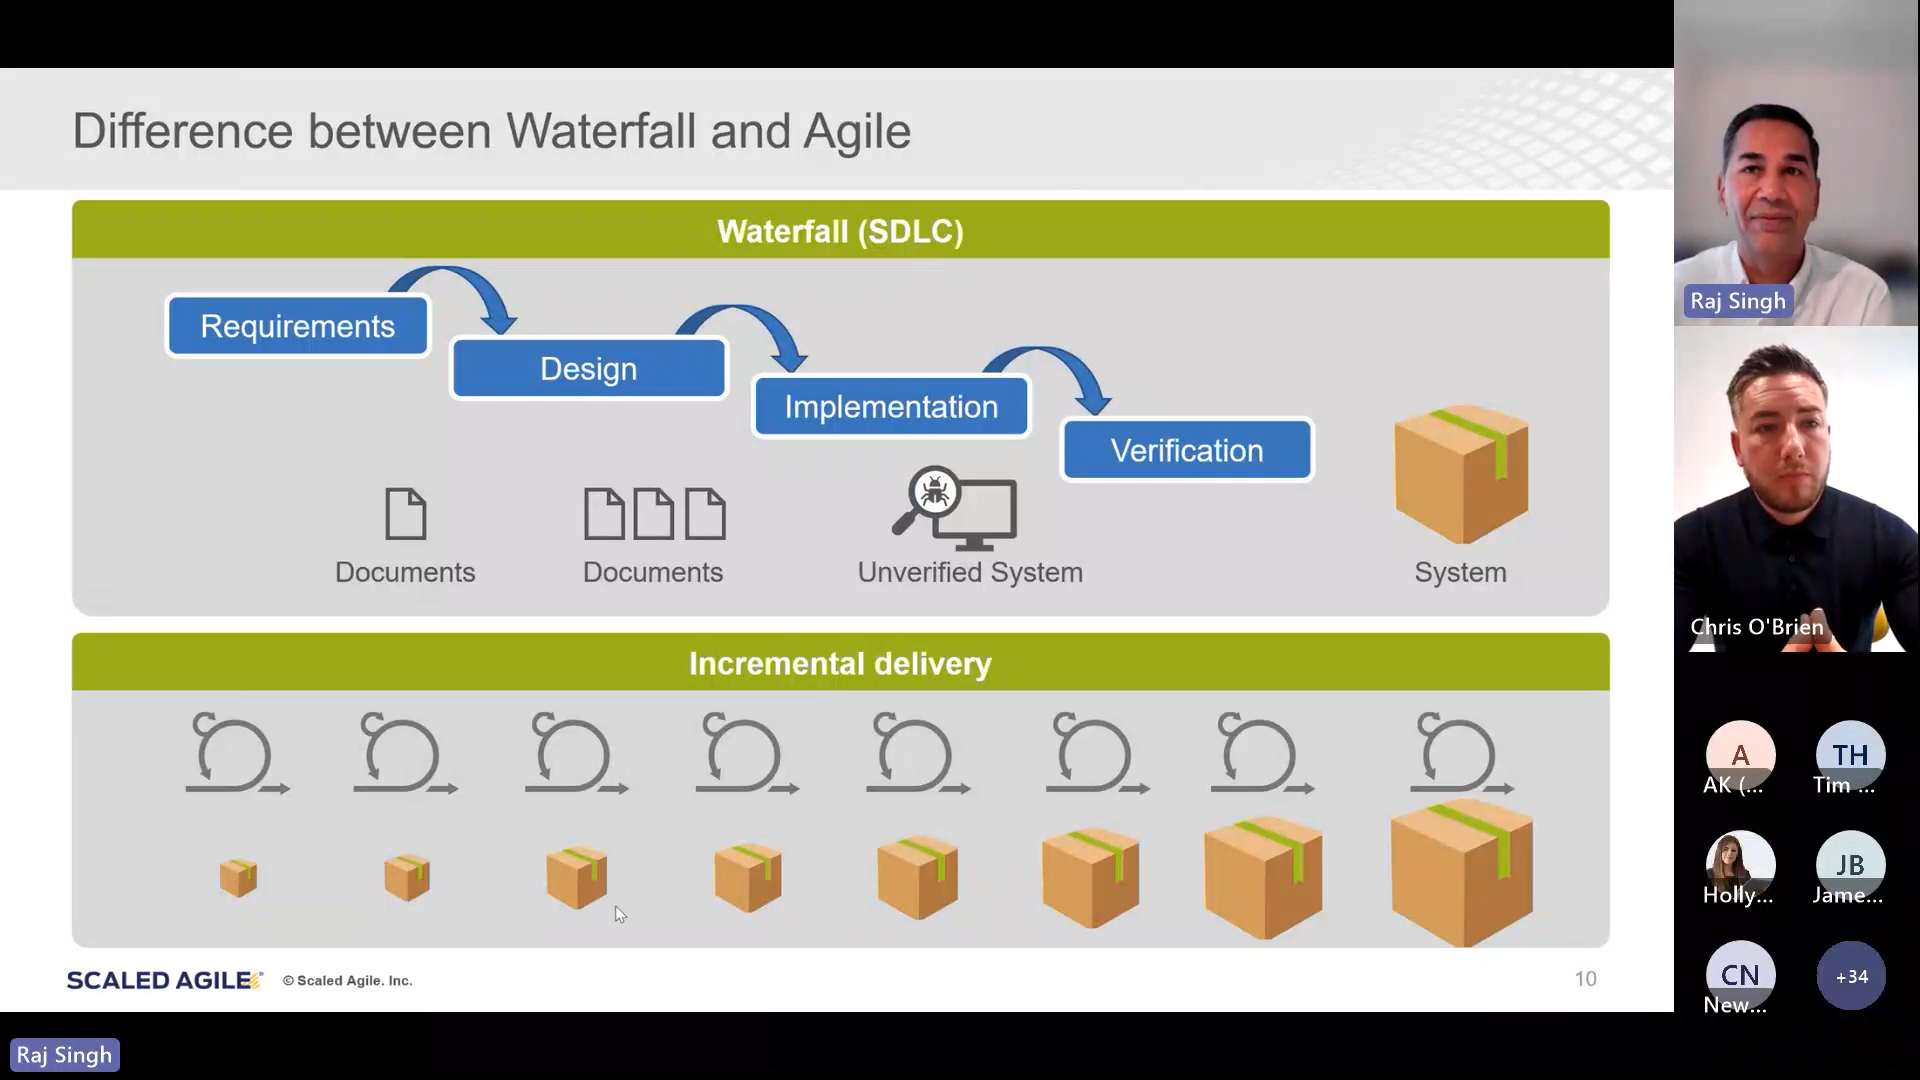 Difference between Waterfall and Agile
Waterfall (SDLC)
Requirements
Design
Implementation
Verification
Documents
Documents
Unverified System
System
Incremental delivery
SCALED AGILE® © Scaled Agile. Inc.
10
Raj Singh
Raj Singh
Chris O'Brien
A
AK (...
TH
Tim ...
Holly...
JB
Jame...
CN
New...
+34